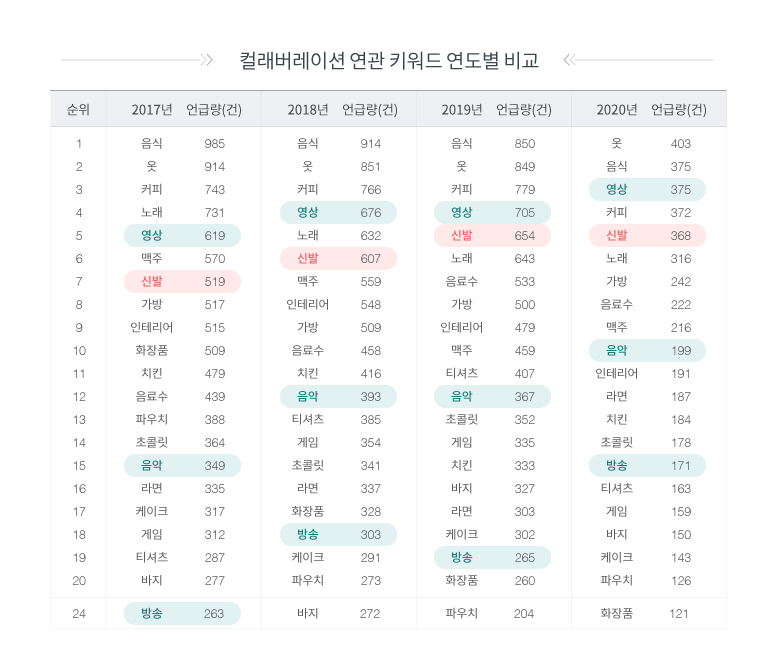 컬래버레이션 연관 키워드 연도별 비교
순위 2017년 언급량(건) 2018년 언급량(건) 2019년 언급량(건) 2020년 언급량(건)
1 음식 985 음식 914 음식 850 옷 403
2 옷 914 옷 851 옷 849 음식 375
3 커피 743 커피 766 커피 779 영상 375
4 노래 731 영상 676 영상 705 커피 372
5 영상 619 노래 632 신발 654 신발 368
6 맥주 570 신발 607 노래 643 노래 316
7 신발 519 맥주 559 음료수 533 가방 242
8 가방 517 인테리어 548 가방 500 음료수 222
9 인테리어 515 가방 509 인테리어 479 맥주 216
10 화장품 509 음료수 458 맥주 459 음악 199
11 치킨 479 치킨 416 티셔츠 407 인테리어 191
12 음료수 439 음악 393 음악 367 라면 187
13 파우치 388 티셔츠 385 초콜릿 352 치킨 184
14 초콜릿 364 게임 354 게임 335 초콜릿 178
15 음악 349 초콜릿 341 치킨 333 방송 171
16 라면 335 라면 337 바지 327 티셔츠 163
17 케이크 317 화장품 328 라면 303 게임 159
18 게임 312 방송 303 케이크 302 바지 150
19 티셔츠 287 케이크 291 방송 265 케이크 143
20 바지 277 파우치 273 화장품 260 파우치 126
24 방송 263 바지 272 파우치 204 화장품 121